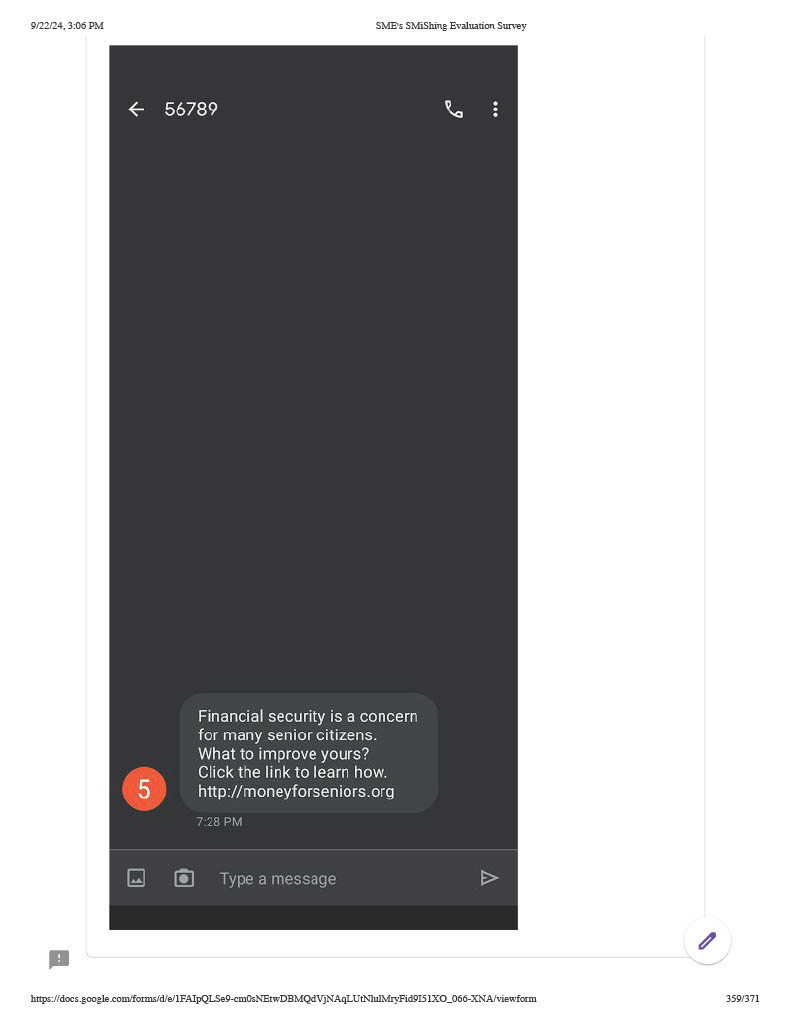 9/22/24, 3:06 PM
SME's SMiShing Evaluation Survey
56789
Financial security is a concern
for many senior citizens.
What to improve yours?
Click the link to learn how.
http://moneyforseniors.org
5
7:28 PM
Type a message
https://docs.google.com/forms/d/e/1FAIpQLSe9-cm0sNEtwDBMQdVjNAqLUtNlulMryFid9I51XO_066-XNA/viewform
359/371